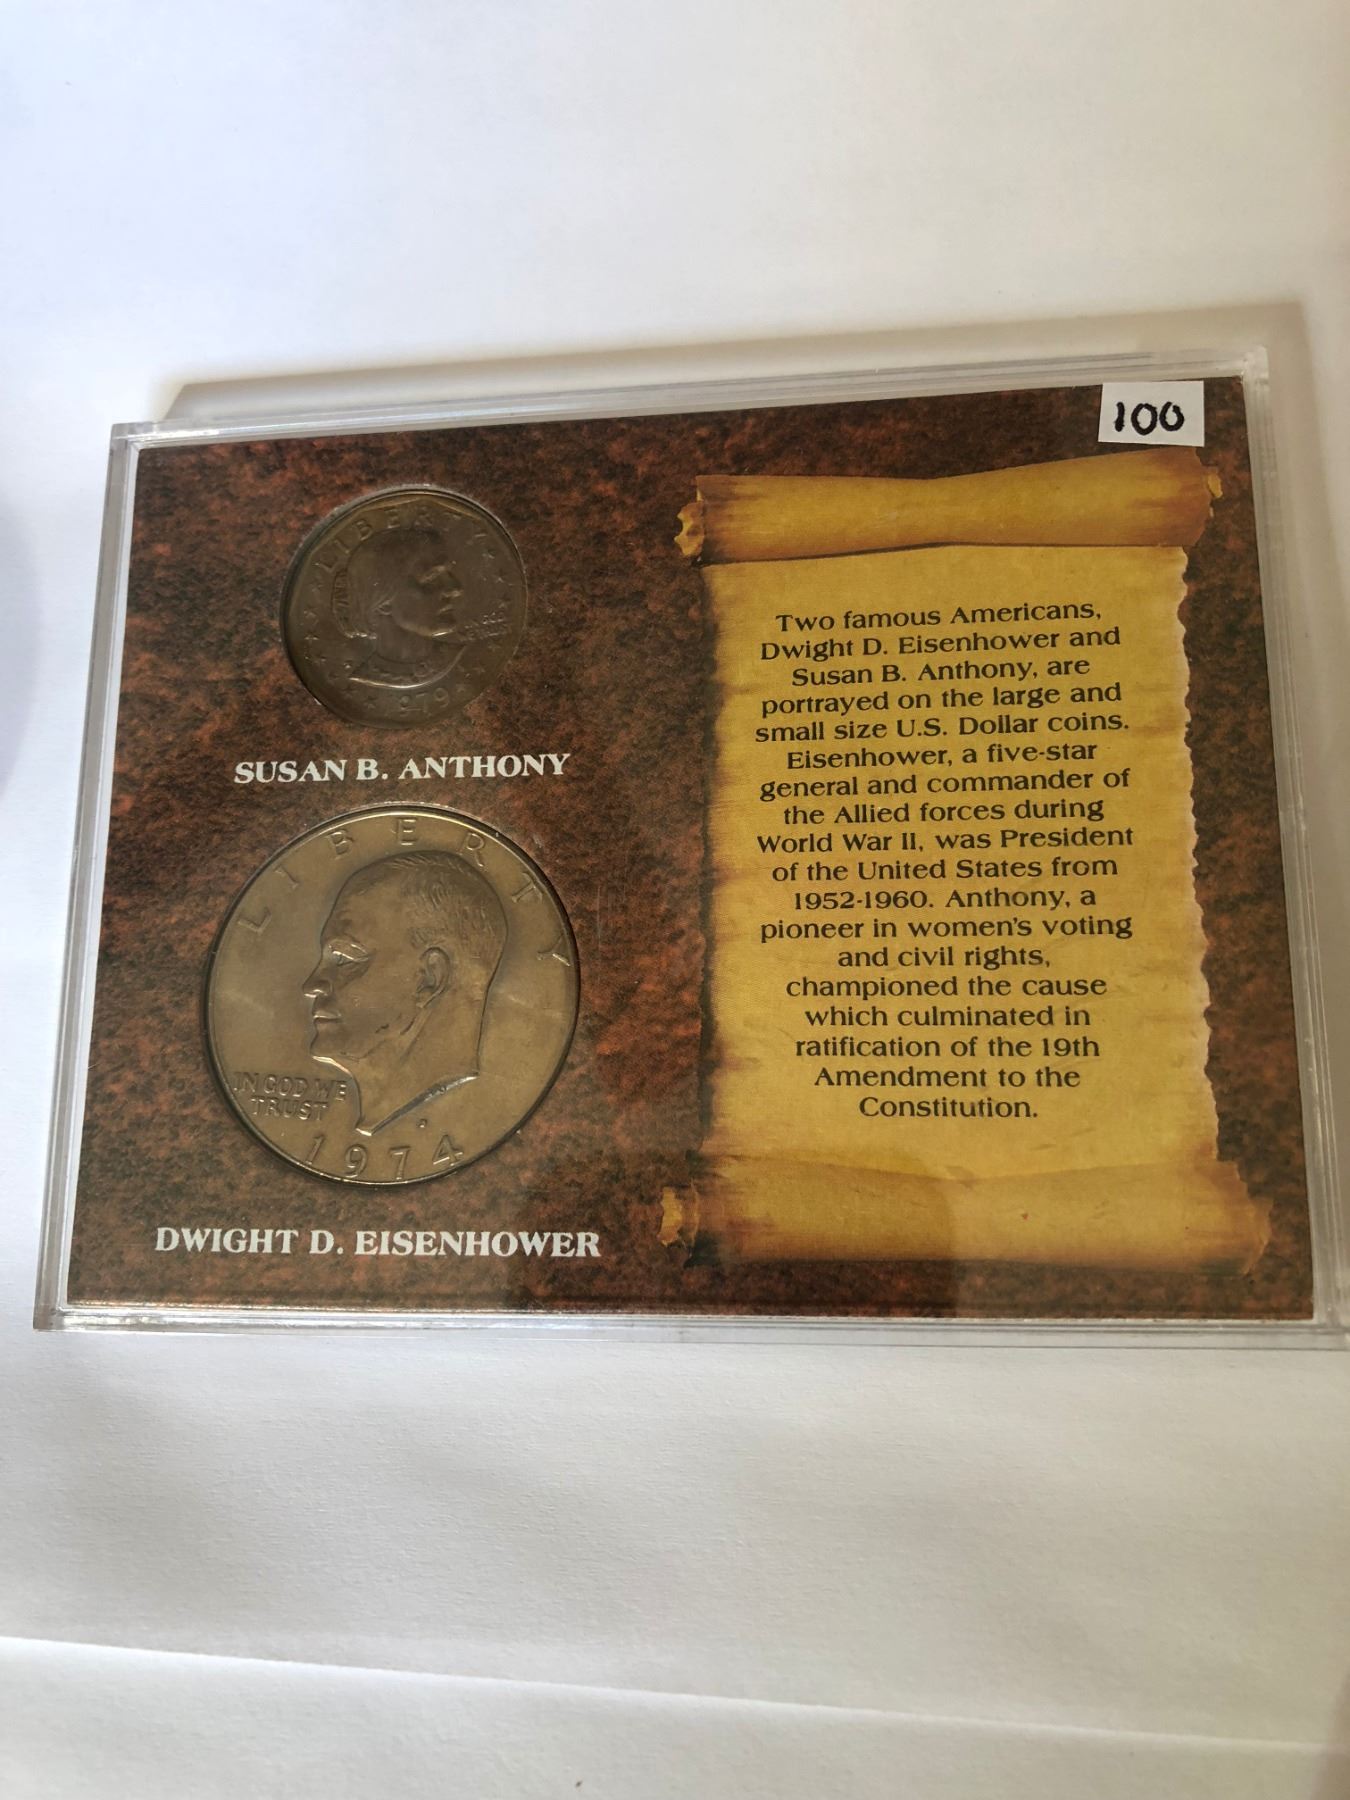 100
LIBERTY
1979
SUSAN B. ANTHONY
LIBERTY
IN GOD WE
TRUST
1974
DWIGHT D. EISENHOWER
Two famous Americans,
Dwight D. Eisenhower and
Susan B. Anthony, are
portrayed on the large and
small size U.S. Dollar coins.
Eisenhower, a five-star
general and commander of
the Allied forces during
World War II, was President
of the United States from
1952-1960. Anthony, a
pioneer in women's voting
and civil rights,
championed the cause
which culminated in
ratification of the 19th
Amendment to the
Constitution.